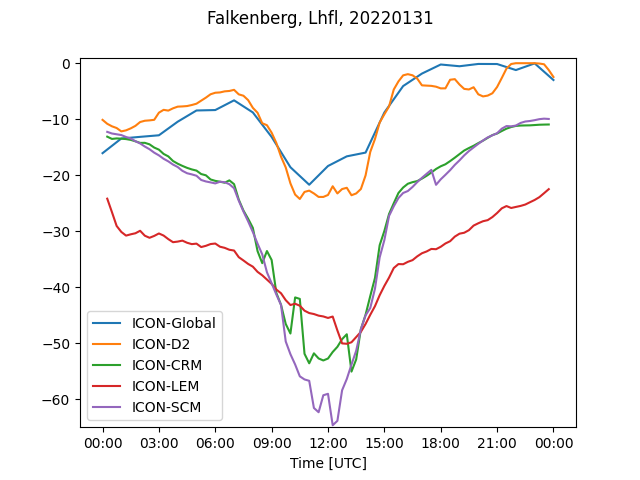 Falkenberg, Lhfl, 20220131
0
−10
−20
−30
−40
−50
−60
ICON-Global
ICON-D2
ICON-CRM
ICON-LEM
ICON-SCM
00:00 03:00 06:00 09:00 12:00 15:00 18:00 21:00 00:00
Time [UTC]